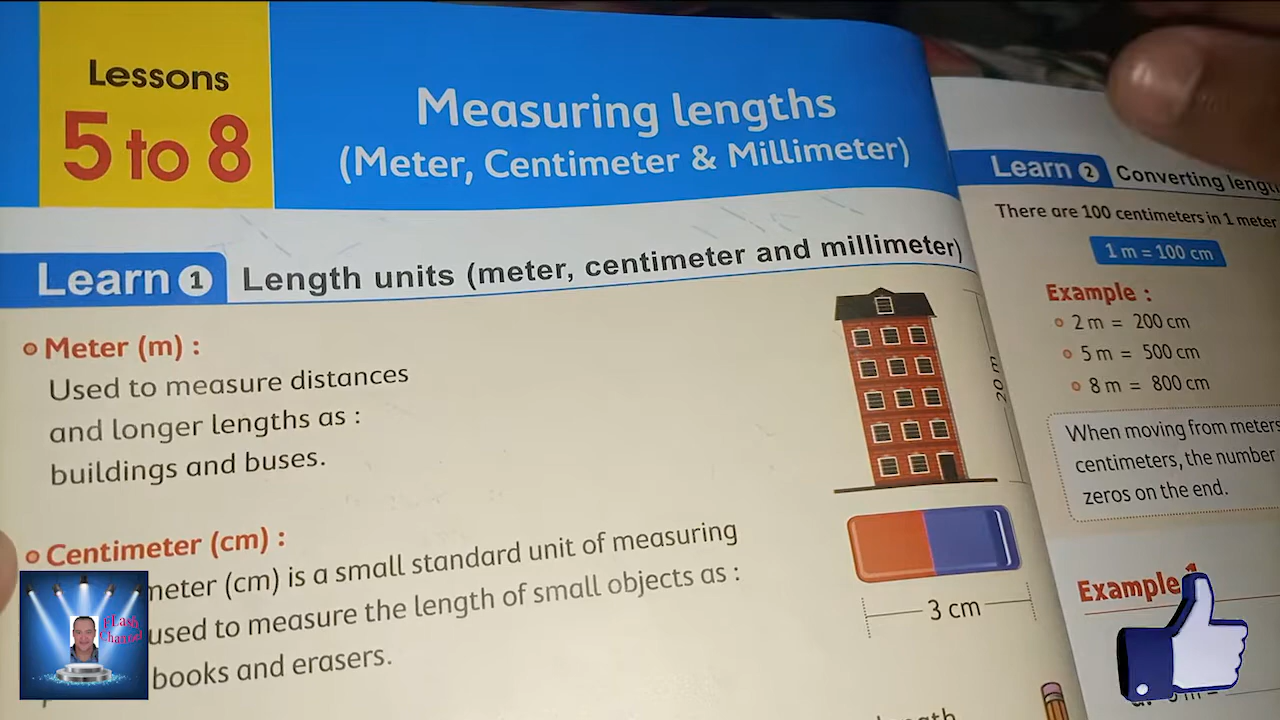 Lessons
5 to 8
Measuring lengths
(Meter, Centimeter & Millimeter)
Learn 1 Length units (meter, centimeter and millimeter)
Meter (m) :
Used to measure distances
and longer lengths as :
buildings and buses.
20 m
Centimeter (cm) :
meter (cm) is a small standard unit of measuring
used to measure the length of small objects as :
books and erasers.
3 cm
Learn 2 Converting
There are 100 centimeters in 1 meter
1 m = 100 cm
Example :
2 m = 200 cm
5 m = 500 cm
8 m = 800 cm
When moving from meters
centimeters, the number
zeros on the end.
Example 1
FLash
Channel